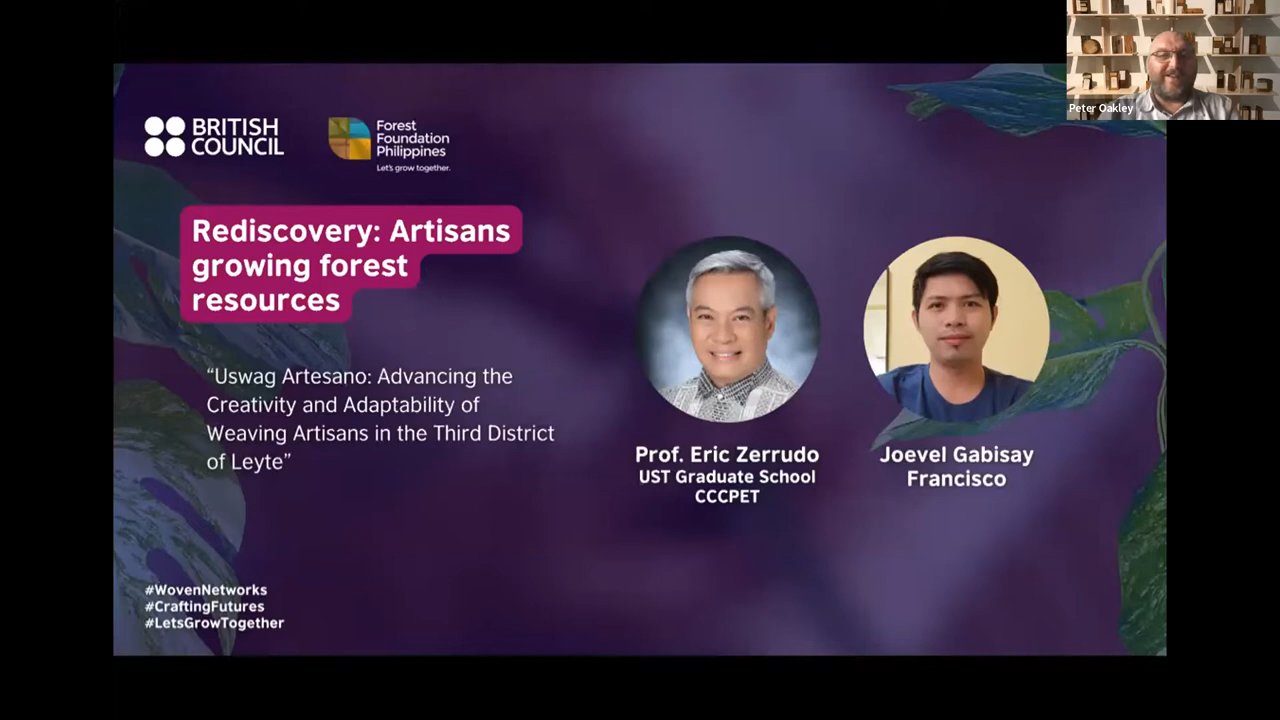 Peter Oakley
BRITISH
COUNCIL
Forest
Foundation
Philippines
Let's grow together.
Rediscovery: Artisans
growing forest
resources
“Uswag Artesano: Advancing the
Creativity and Adaptability of
Weaving Artisans in the Third District
of Leyte”
Prof. Eric Zerrudo
UST Graduate School
CCCPET
Joevel Gabisay
Francisco
#WovenNetworks
#CraftingFutures
#LetsGrowTogether